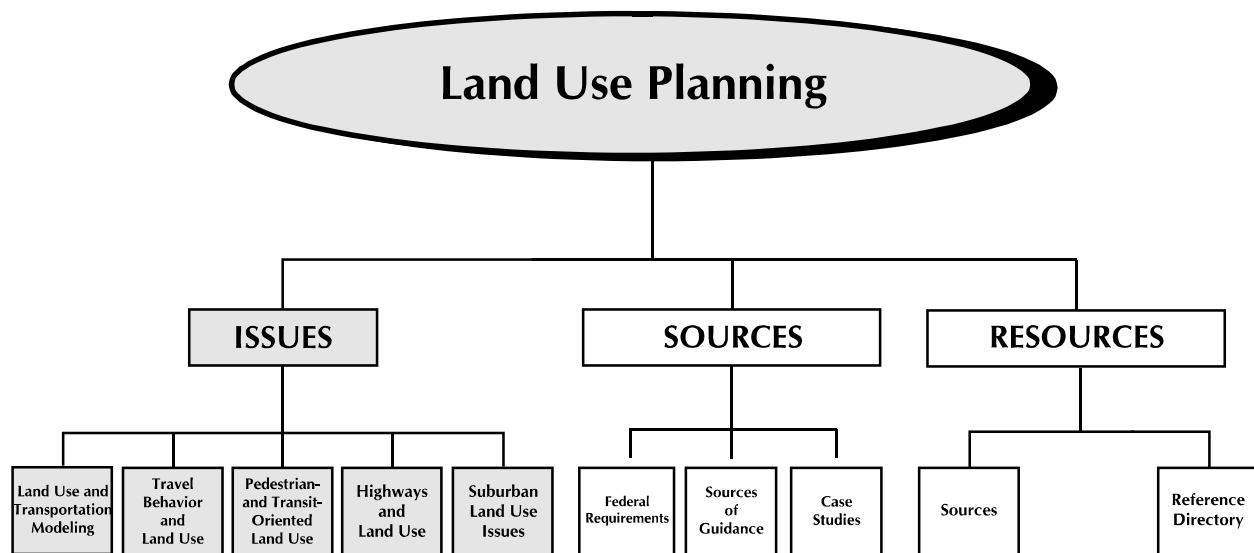 Land Use Planning
ISSUES
SOURCES
RESOURCES
Land Use and
Transportation
Modeling
Travel
Behavior
and
Land Use
Pedestrian-
and Transit-
Oriented
Land Use
Highways
and
Land Use
Suburban
Land Use
Issues
Federal
Requirements
Sources
of
Guidance
Case
Studies
Sources
Reference
Directory